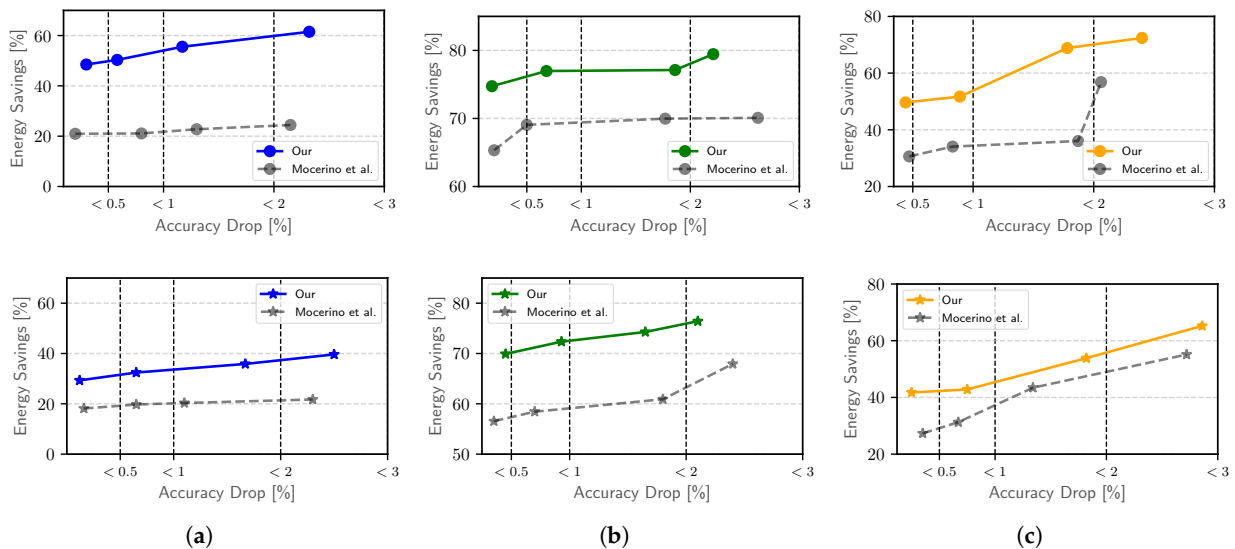 Energy Savings [%]
60
40
20
0
Our
Mocerino et al.
< 0.5
< 1
< 2
< 3
Accuracy Drop [%]
Energy Savings [%]
80
70
60
Our
Mocerino et al.
< 0.5
< 1
< 2
< 3
Accuracy Drop [%]
Energy Savings [%]
80
60
40
20
Our
Mocerino et al.
< 0.5
< 1
< 2
< 3
Accuracy Drop [%]
Energy Savings [%]
60
40
20
0
Our
Mocerino et al.
< 0.5
< 1
< 2
< 3
Accuracy Drop [%]
Energy Savings [%]
80
70
60
50
Our
Mocerino et al.
< 0.5
< 1
< 2
< 3
Accuracy Drop [%]
Energy Savings [%]
80
60
40
20
Our
Mocerino et al.
< 0.5
< 1
< 2
< 3
Accuracy Drop [%]
(a)
(b)
(c)